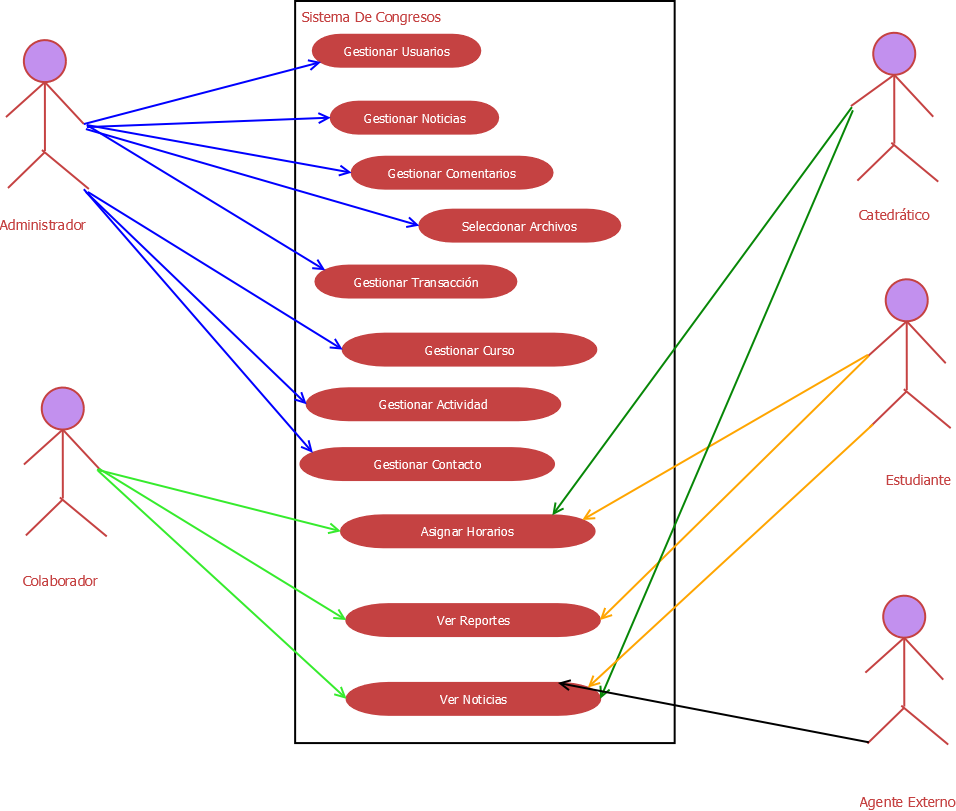 Sistema De Congresos
Gestionar Usuarios
Gestionar Noticias
Gestionar Comentarios
Seleccionar Archivos
Gestionar Transacción
Gestionar Curso
Gestionar Actividad
Gestionar Contacto
Asignar Horarios
Ver Reportes
Ver Noticias
Administrador
Colaborador
Catedrático
Estudiante
Agente Externo